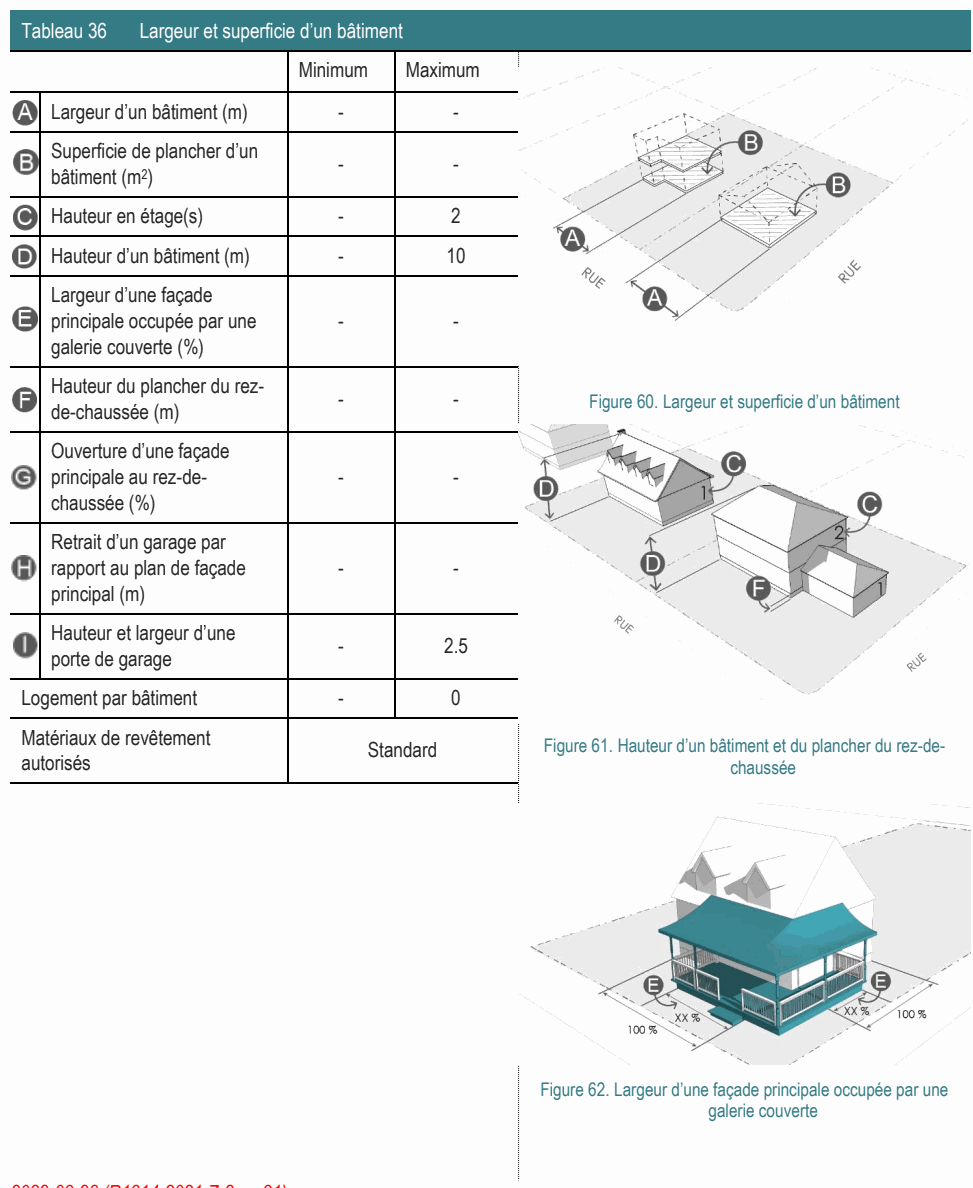 Tableau 36 Largeur et superficie d'un bâtiment
Minimum Maximum
A Largeur d'un bâtiment (m) - -
B Superficie de plancher d'un
bâtiment (m²) - -
C Hauteur en étage(s) - 2
D Hauteur d'un bâtiment (m) - 10
E Largeur d'une façade
principale occupée par une
galerie couverte (%) - -
F Hauteur du plancher du rez-
de-chaussée (m) - -
G Ouverture d'une façade
principale au rez-de-
chaussée (%) - -
H Retrait d'un garage par
rapport au plan de façade
principal (m) - -
I Hauteur et largeur d'une
porte de garage - 2.5
Logement par bâtiment - 0
Matériaux de revêtement
autorisés Standard
B
B
A
A
RUE
RUE
Figure 60. Largeur et superficie d'un bâtiment
C
D
1
C
2
D
F
1
RUE
RUE
Figure 61. Hauteur d'un bâtiment et du plancher du rez-de-
chaussée
E
E
XX %
XX %
100 %
100 %
Figure 62. Largeur d'une façade principale occupée par une
galerie couverte